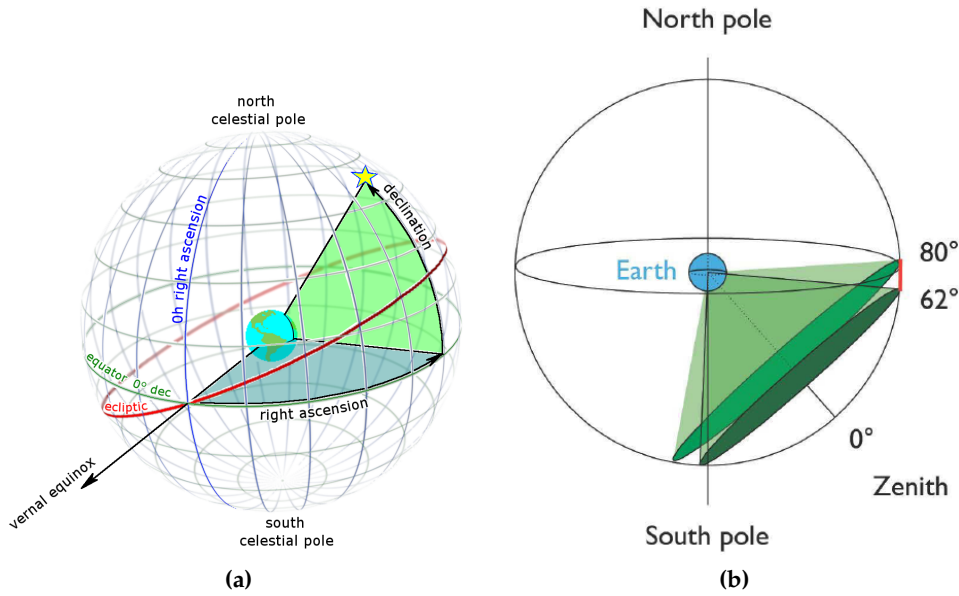 north
celestial pole
0h right ascension
declination
equator 0° dec
ecliptic
right ascension
vernal equinox
south
celestial pole
(a)
North pole
Earth
80°
62°
0°
Zenith
South pole
(b)